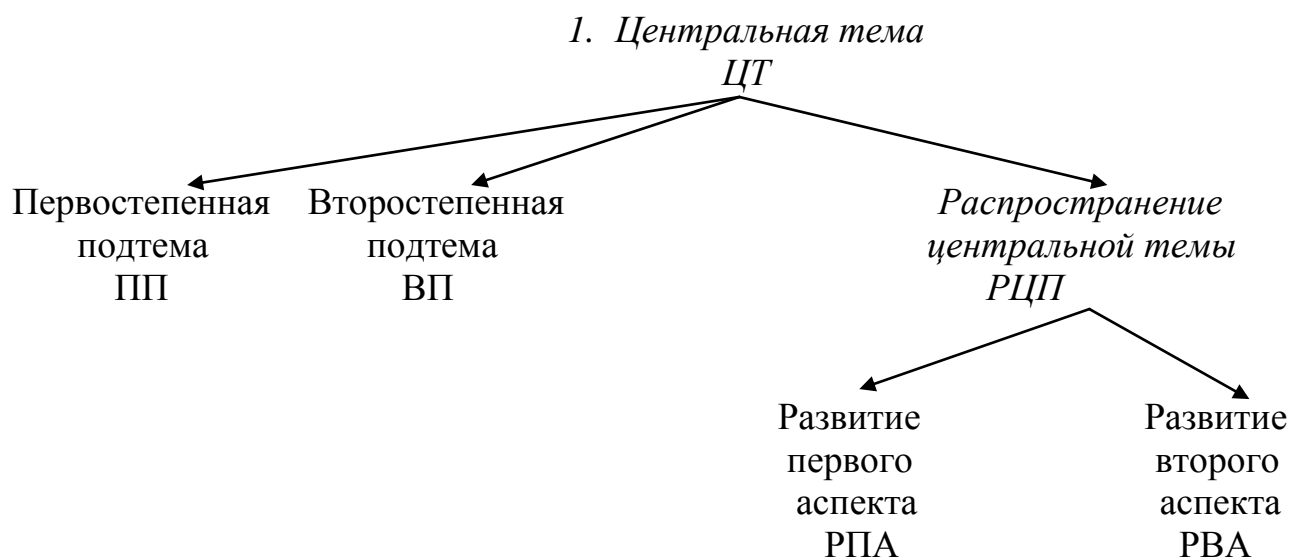 1. Центральная тема
ЦТ
Первостепенная
подтема
ПП
Второстепенная
подтема
ВП
Распространение
центральной темы
РЦП
Развитие
первого
аспекта
РПА
Развитие
второго
аспекта
РВА